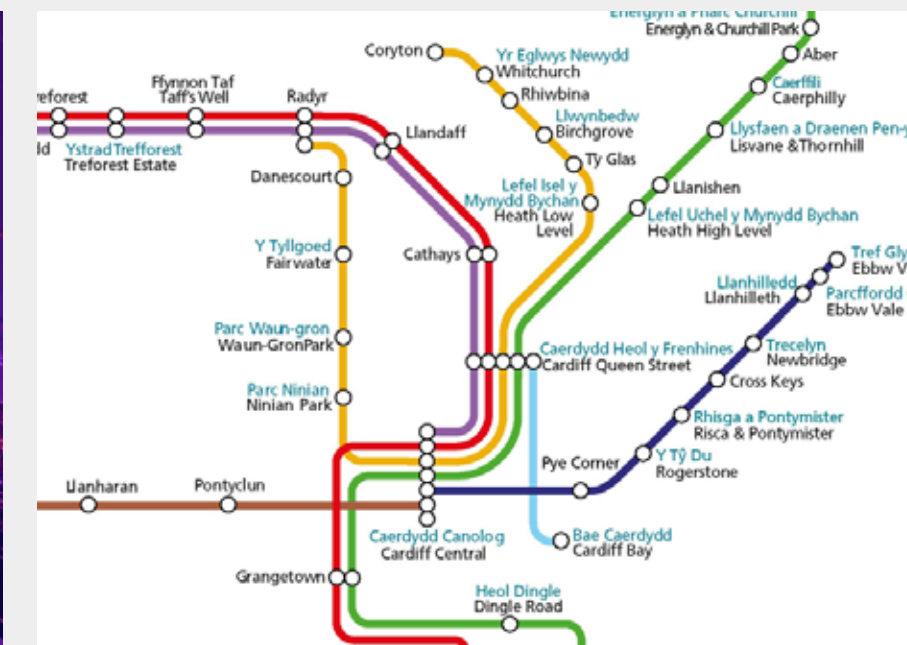 Energlyn a Pharc Churchill
Energlyn & Churchill Park
Coryton
Yr Eglwys Newydd
Whitchurch
Aber
Ffynnon Taf
Taff's Well
Radyr
Rhiwbina
Caerffili
Caerphilly
Llwynbedw
Birchgrove
Llandaff
Llysfaen a Draenen Pen-y
Lisvane & Thornhill
Ystrad Trefforest
Treforest Estate
Ty Glas
Danescourt
Lefel Isel y
Mynydd Bychan
Heath Low
Level
Llanishen
Lefel Uchel y Mynydd Bychan
Heath High Level
Y Tyllgoed
Fairwater
Cathays
Tref Gly
Ebbw V
Llanhilledd
Llanhilleth
Parcffordd
Ebbw Vale
Parc Waun-gron
Waun-Gron Park
Caerdydd Heol y Frenhines
Cardiff Queen Street
Trecelyn
Newbridge
Cross Keys
Parc Ninian
Ninian Park
Rhisga a Pontymister
Risca & Pontymister
Pye Corner
Y Tŷ Du
Rogerstone
Llanharan
Pontyclun
Caerdydd Canolog
Cardiff Central
Bae Caerdydd
Cardiff Bay
Grangetown
Heol Dingle
Dingle Road